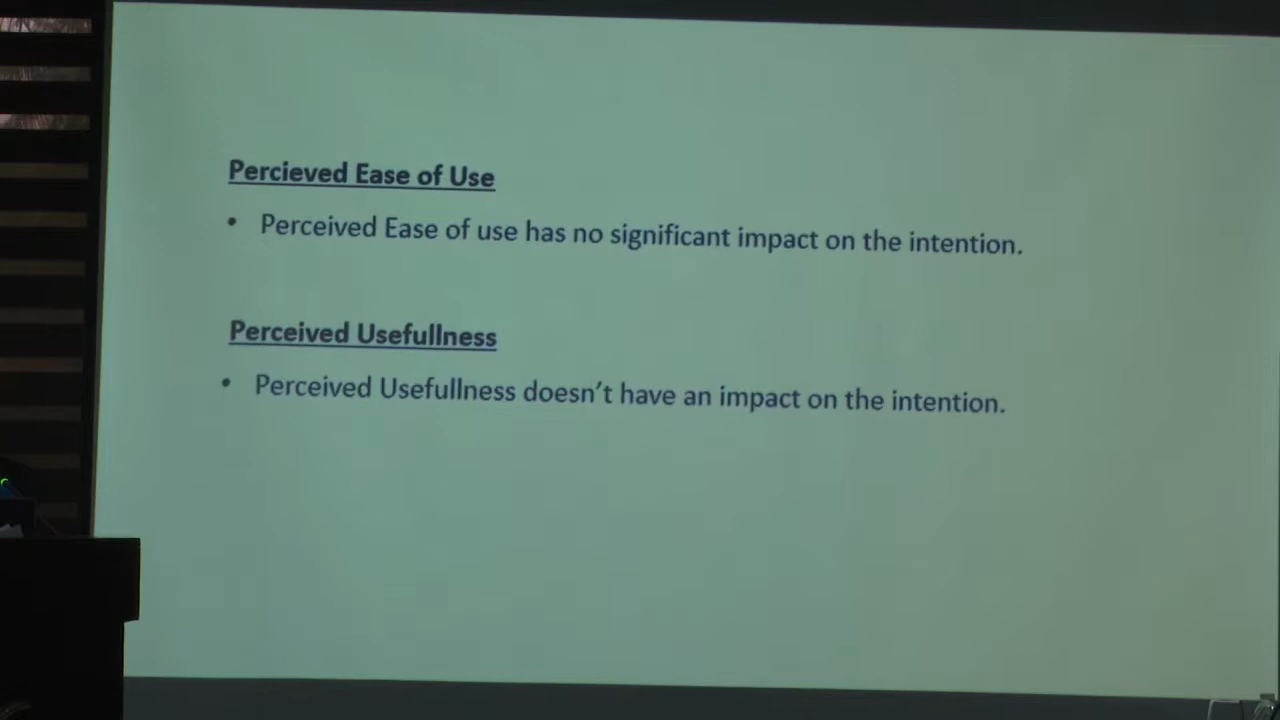 Percieved Ease of Use
• Perceived Ease of use has no significant impact on the intention.
Perceived Usefullness
• Perceived Usefullness doesn't have an impact on the intention.